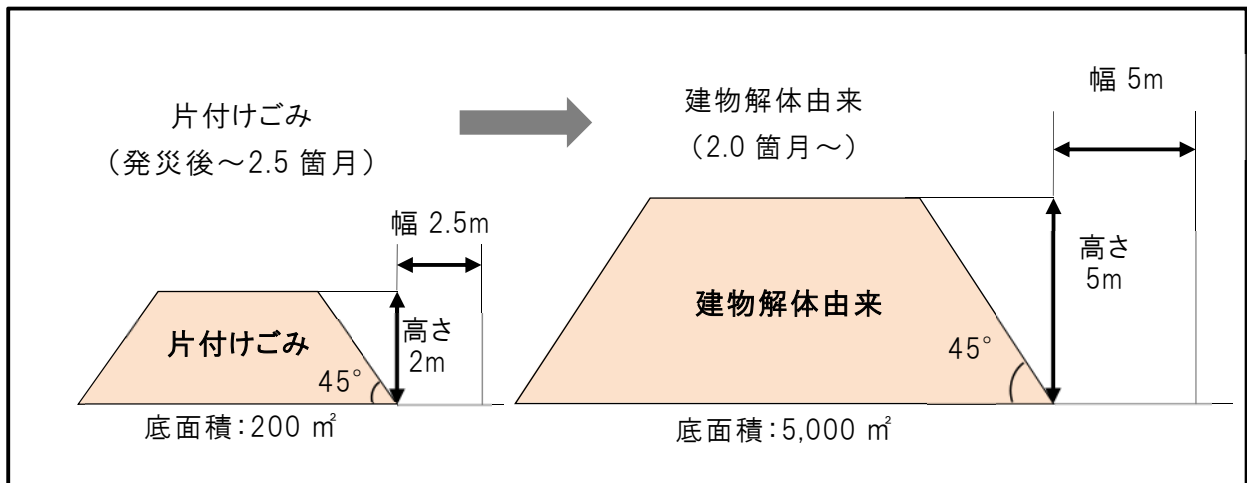 片付けごみ
（発災後～2.5 箇月）
幅 2.5m
片付けごみ
高さ
2m
45°
底面積：200 ㎡
建物解体由来
（2.0 箇月～）
幅 5m
建物解体由来
高さ
5m
45°
底面積：5,000 ㎡